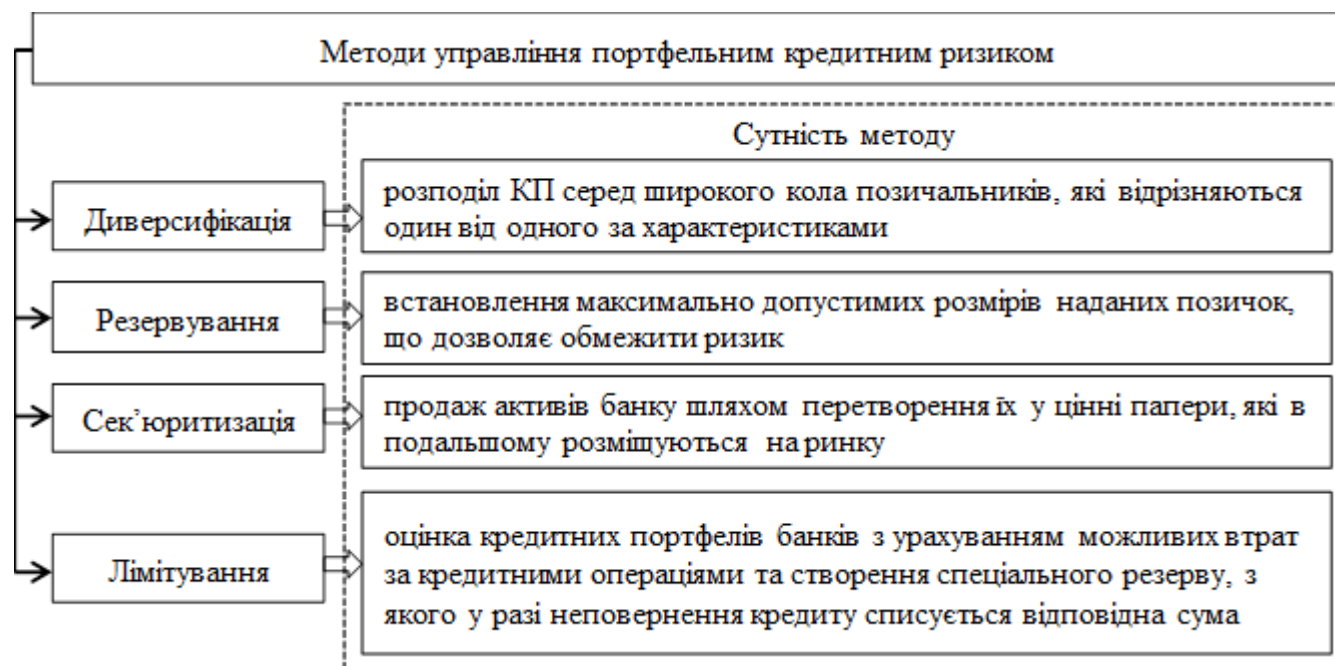 Методи управління портфельним кредитним ризиком
Сутність методу
Диверсифікація
розподіл КП серед широкого кола позичальників, які відрізняються
один від одного за характеристиками
Резервування
встановлення максимально допустимих розмірів наданих позичок,
що дозволяє обмежити ризик
Сек’юритизація
продаж активів банку шляхом перетворення їх у цінні папери, які в
подальшому розміщуються на ринку
Лімітування
оцінка кредитних портфелів банків з урахуванням можливих втрат
за кредитними операціями та створення спеціального резерву, з
якого у разі неповернення кредиту списується відповідна сума